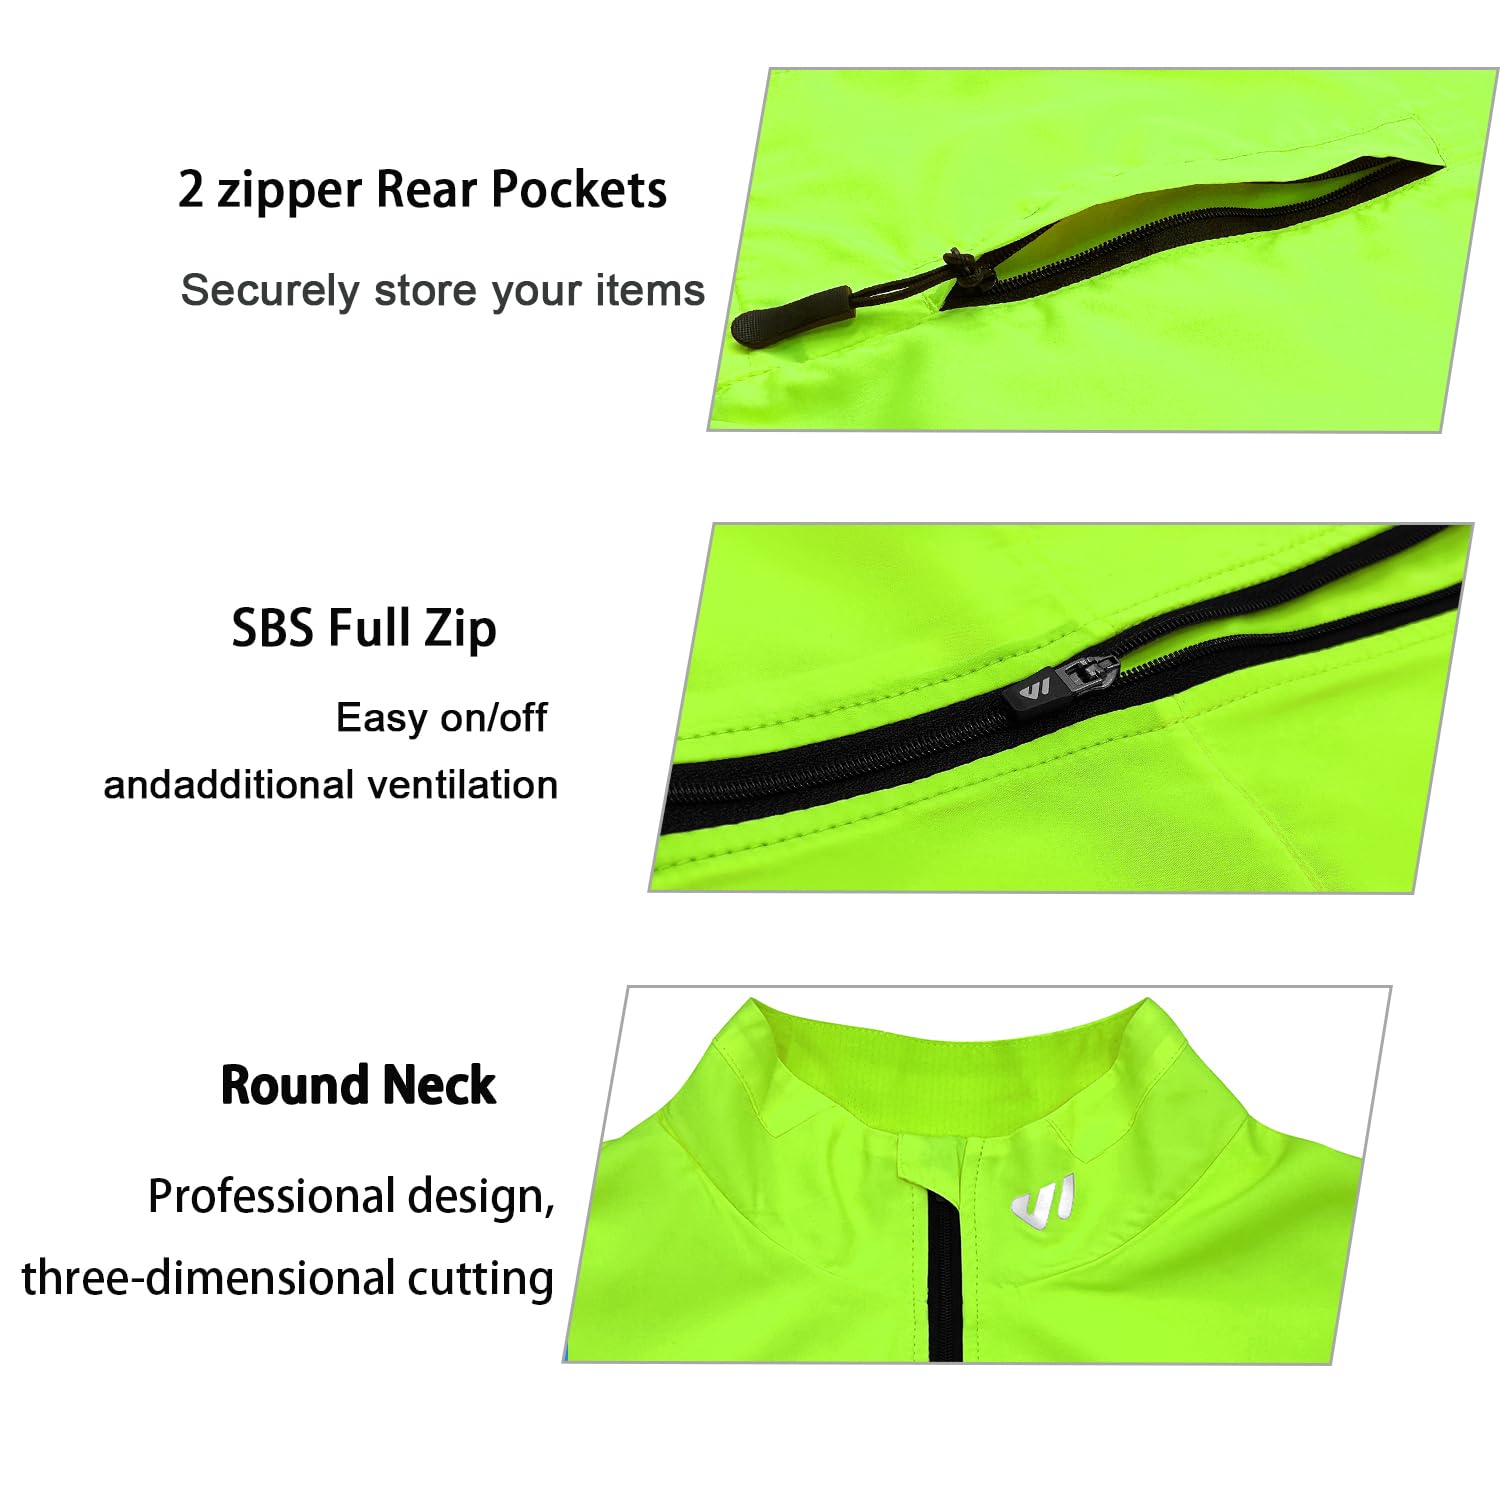 2 zipper Rear Pockets
Securely store your items
SBS Full Zip
Easy on/off
andadditional ventilation
Round Neck
Professional design,
three-dimensional cutting